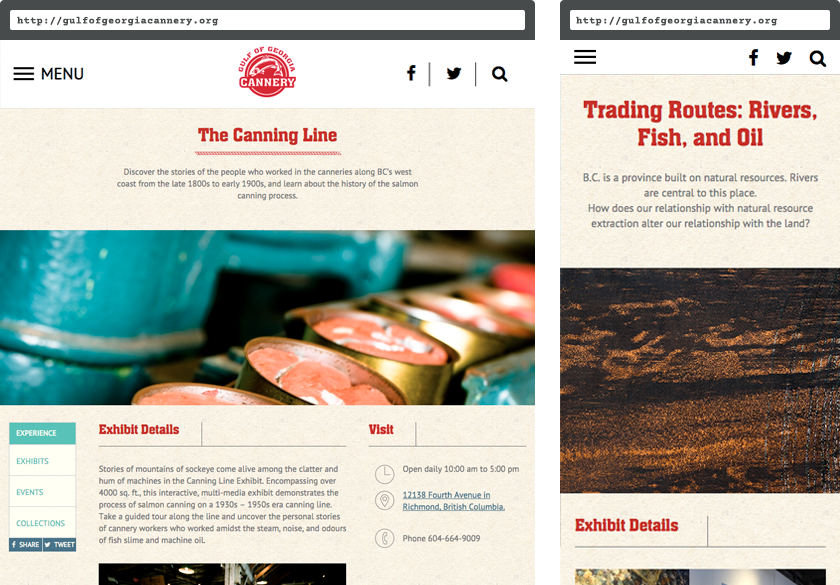 http://gulfofgeorgiacannery.org
MENU
GULF OF GEORGIA
CANNERY
The Canning Line
Discover the stories of the people who worked in the canneries along BC's west
coast from the late 1800s to early 1900s, and learn about the history of the salmon
canning process.
EXPERIENCE
EXHIBITS
EVENTS
COLLECTIONS
SHARE
TWEET
Exhibit Details
Stories of mountains of sockeye come alive among the clatter and
hum of machines in the Canning Line Exhibit. Encompassing over
4000 sq. ft., this interactive, multi-media exhibit demonstrates the
process of salmon canning on a 1930s – 1950s era canning line.
Take a guided tour along the line and uncover the personal stories
of cannery workers who worked amidst the steam, noise, and odours
of fish slime and machine oil.
Visit
Open daily 10:00 am to 5:00 pm
12138 Fourth Avenue in
Richmond, British Columbia.
Phone 604-664-9009
http://gulfofgeorgiacannery.org
Trading Routes: Rivers,
Fish, and Oil
B.C. is a province built on natural resources. Rivers
are central to this place.
How does our relationship with natural resource
extraction alter our relationship with the land?
Exhibit Details